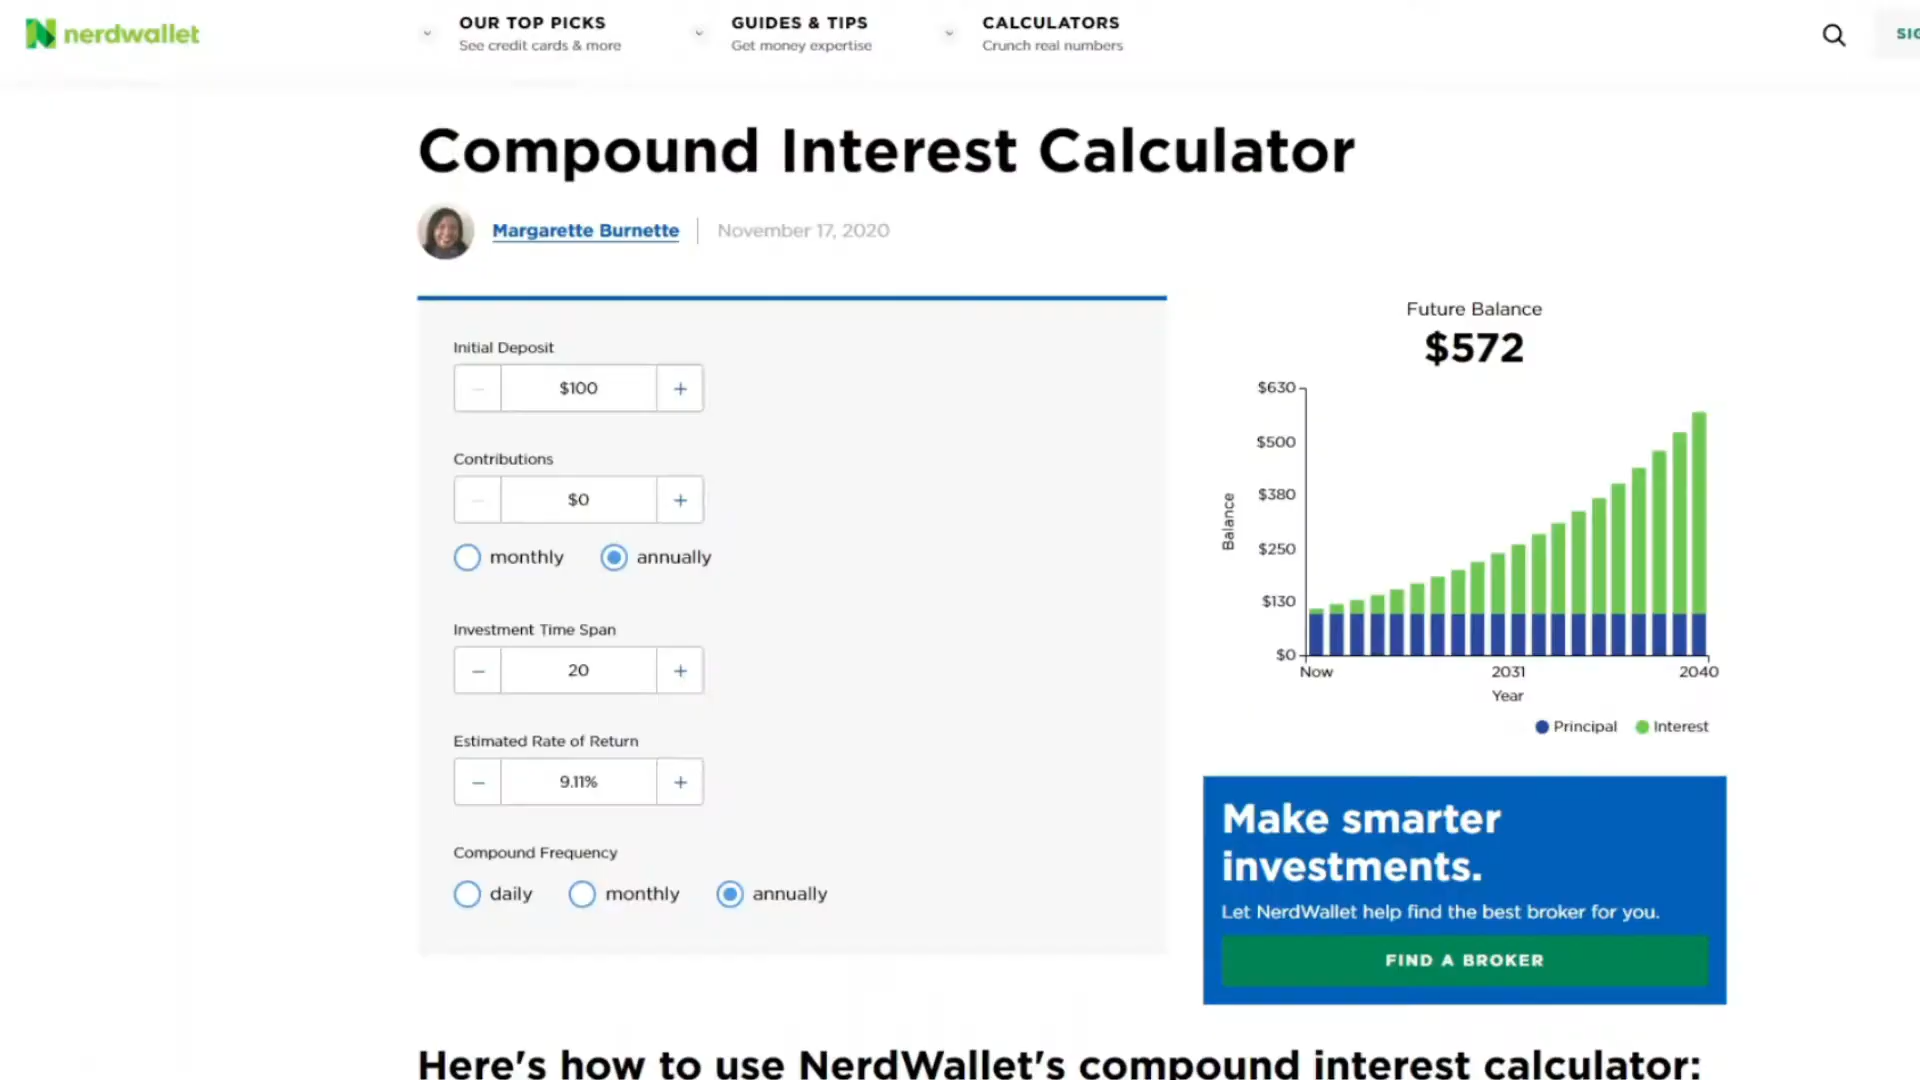 nerdwallet
OUR TOP PICKS
See credit cards & more
GUIDES & TIPS
Get money expertise
CALCULATORS
Crunch real numbers
Compound Interest Calculator
Margarette Burnette
November 17, 2020
Initial Deposit
− $100 +
Contributions
− $0 +
monthly annually
Investment Time Span
− 20 +
Estimated Rate of Return
− 9.11% +
Compound Frequency
daily monthly annually
Future Balance
$572
$630
$500
$380
$250
$130
$0
Balance
Now 2031 2040
Year
Principal Interest
Make smarter
investments.
Let NerdWallet help find the best broker for you.
FIND A BROKER
Here's how to use NerdWallet's compound interest calculator: